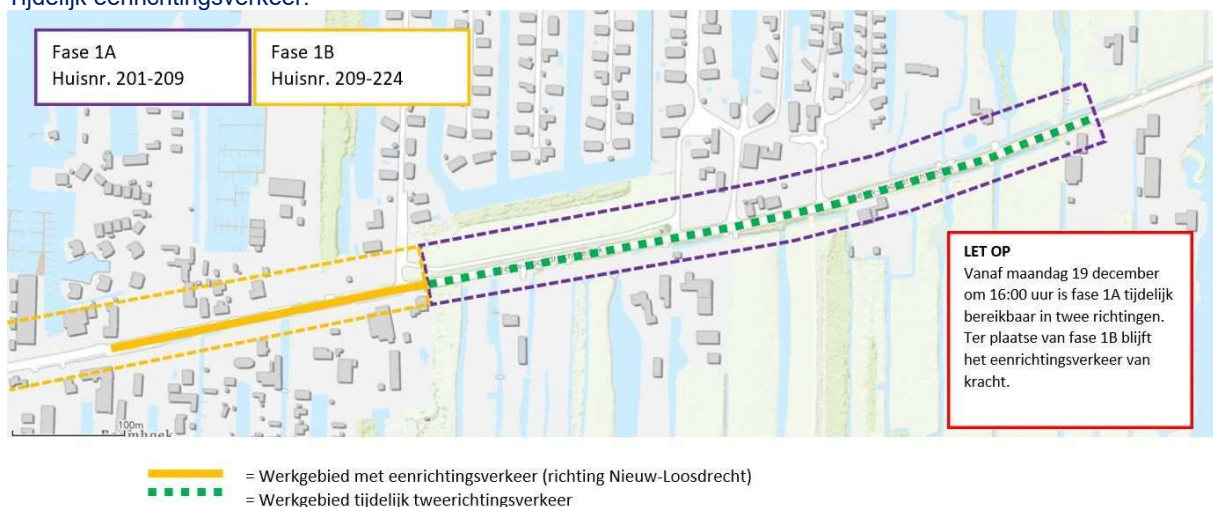 Tijdelijk eenrichtingsverkeer.
Fase 1A
Huisnr. 201-209
Fase 1B
Huisnr. 209-224
LET OP
Vanaf maandag 19 december
om 16:00 uur is fase 1A tijdelijk
bereikbaar in twee richtingen.
Ter plaatse van fase 1B blijft
het eenrichtingsverkeer van
kracht.
100m
= Werkgebied met eenrichtingsverkeer (richting Nieuw-Loosdrecht)
= Werkgebied tijdelijk tweerichtingsverkeer